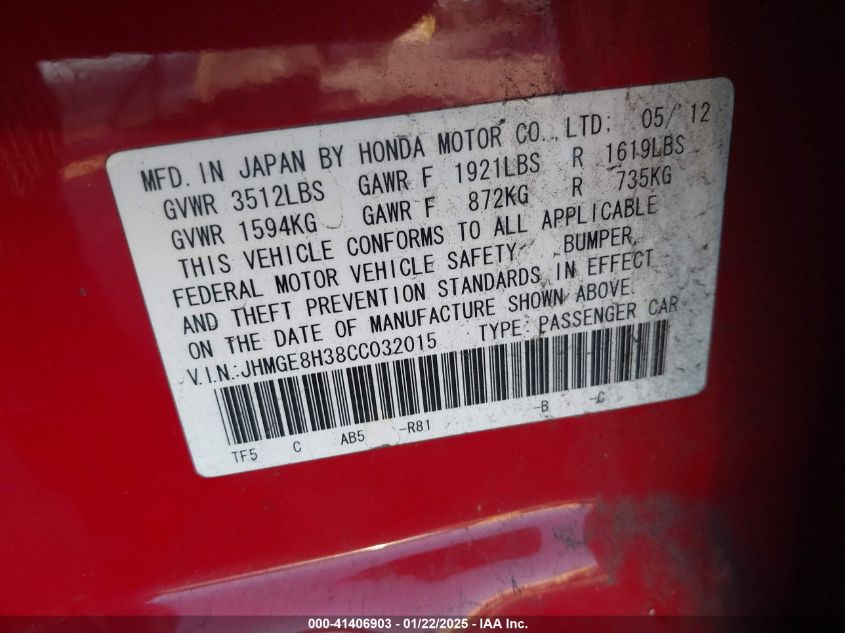 MFD. IN JAPAN BY HONDA MOTOR CO., LTD; 05/ 12
GVWR 3512LBS GAWR F 1921LBS R 1619LBS
GVWR 1594KG GAWR F 872KG R 735KG
THIS VEHICLE CONFORMS TO ALL APPLICABLE
FEDERAL MOTOR VEHICLE SAFETY, BUMPER,
AND THEFT PREVENTION STANDARDS IN EFFECT
ON THE DATE OF MANUFACTURE SHOWN ABOVE.
V.I.N.:JHMGE8H38CC032015 TYPE: PASSENGER CAR
TF5 C AB5 -R81 -B -C
000-41406903 - 01/22/2025 - IAA Inc.